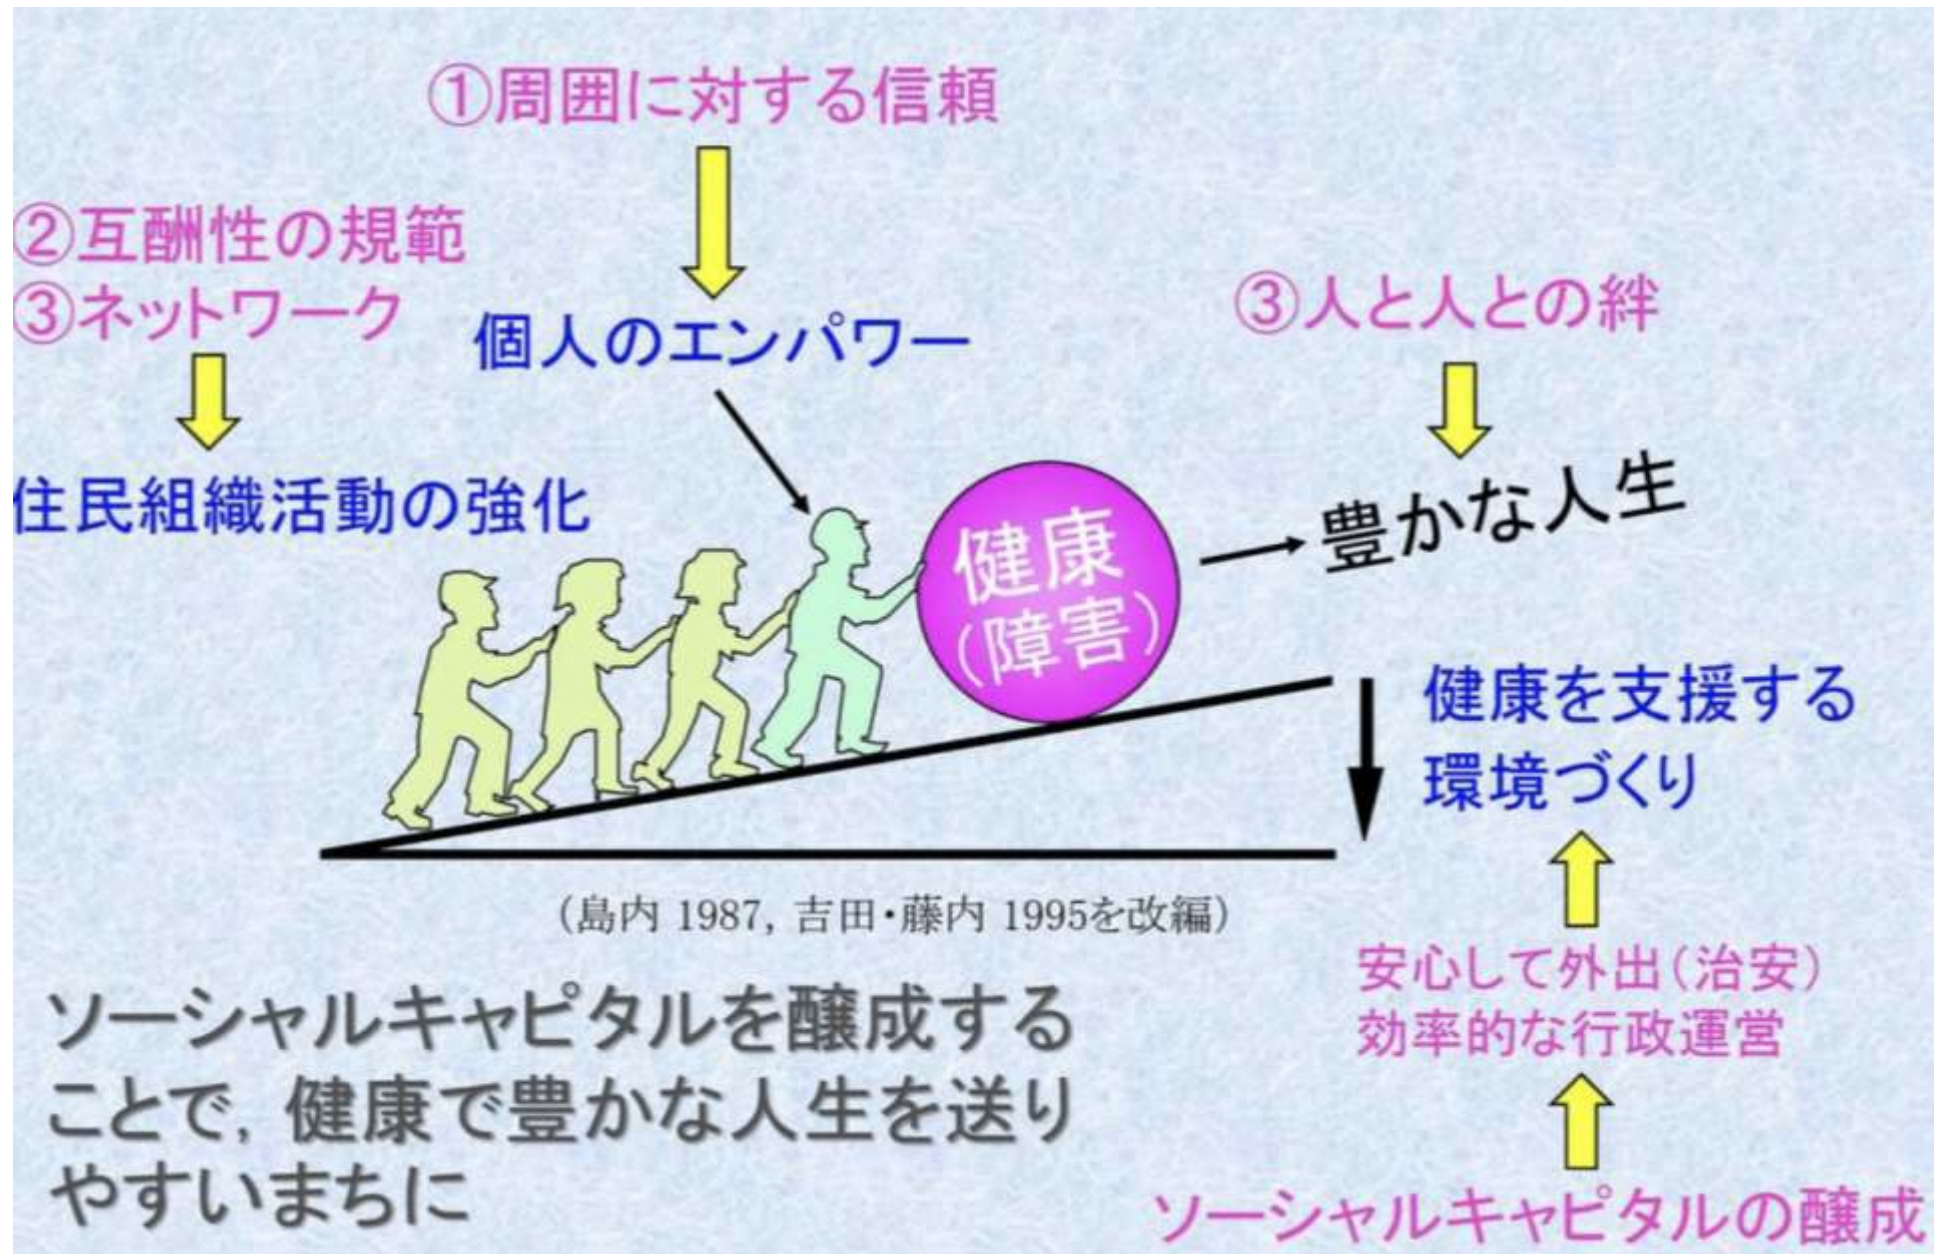 ①周囲に対する信頼
②互酬性の規範
③ネットワーク
個人のエンパワー
③人と人との絆
住民組織活動の強化
健康
(障害)
豊かな人生
健康を支援する
環境づくり
(島内 1987, 吉田・藤内 1995を改編)
安心して外出(治安)
効率的な行政運営
ソーシャルキャピタルを醸成する
ことで, 健康で豊かな人生を送り
やすいまちに
ソーシャルキャピタルの醸成